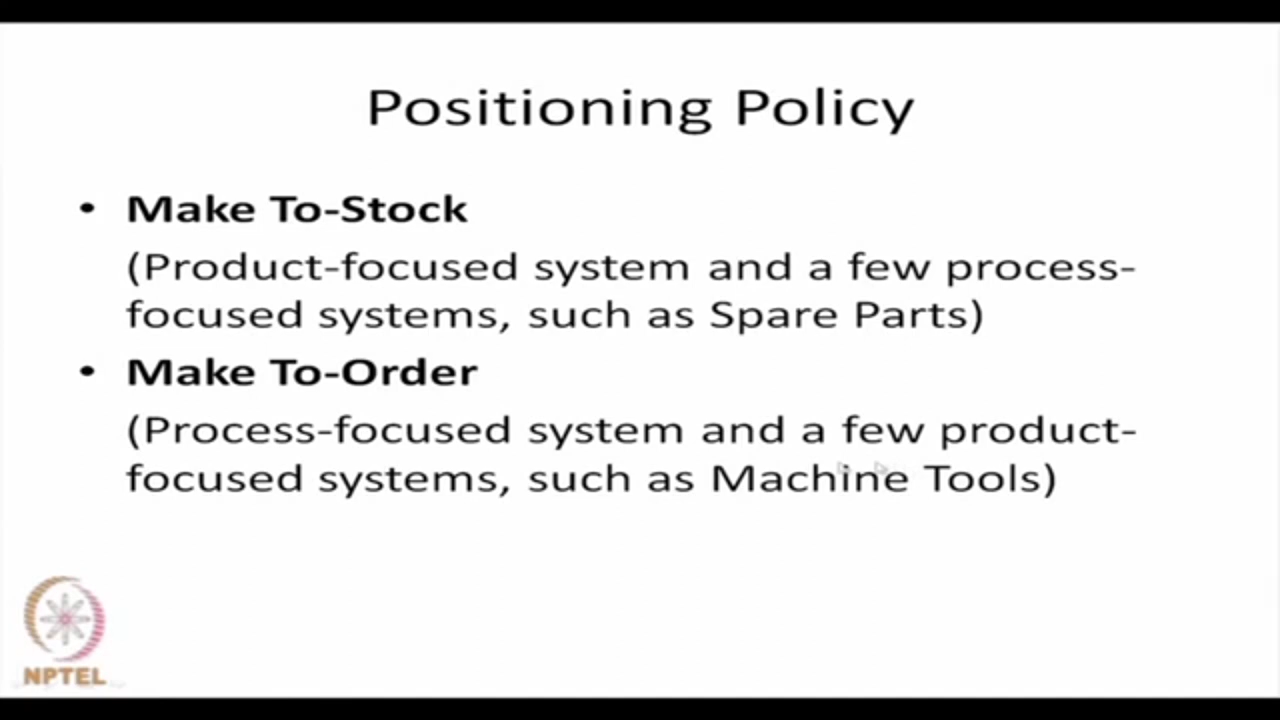 Positioning Policy
• Make To-Stock
(Product-focused system and a few process-
focused systems, such as Spare Parts)
• Make To-Order
(Process-focused system and a few product-
focused systems, such as Machine Tools)
NPTEL